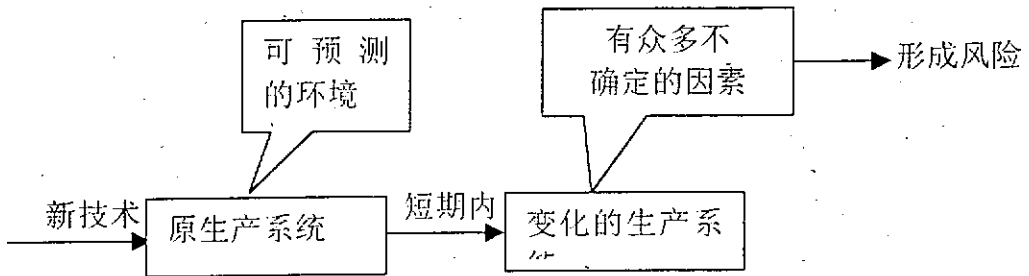 可预测
的环境
有众多不
确定的因素
形成风险
新技术
原生产系统
短期内
变化的生产系